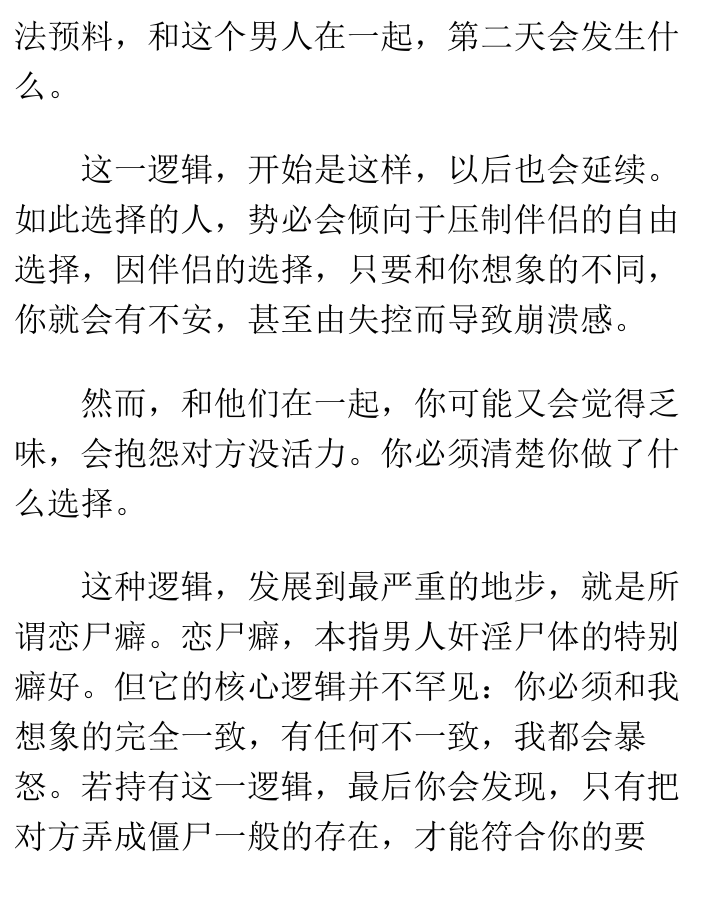 法预料，和这个男人在一起，第二天会发生什
么。
这一逻辑，开始是这样，以后也会延续。
如此选择的人，势必会倾向于压制伴侣的自由
选择，因伴侣的选择，只要和你想象的不同，
你就会有不安，甚至由失控而导致崩溃感。
然而，和他们在一起，你可能又会觉得乏
味，会抱怨对方没活力。你必须清楚你做了什
么选择。
这种逻辑，发展到最严重的地步，就是所
谓恋尸癖。恋尸癖，本指男人奸淫尸体的特别
癖好。但它的核心逻辑并不罕见：你必须和我
想象的完全一致，有任何不一致，我都会暴
怒。若持有这一逻辑，最后你会发现，只有把
对方弄成僵尸一般的存在，才能符合你的要